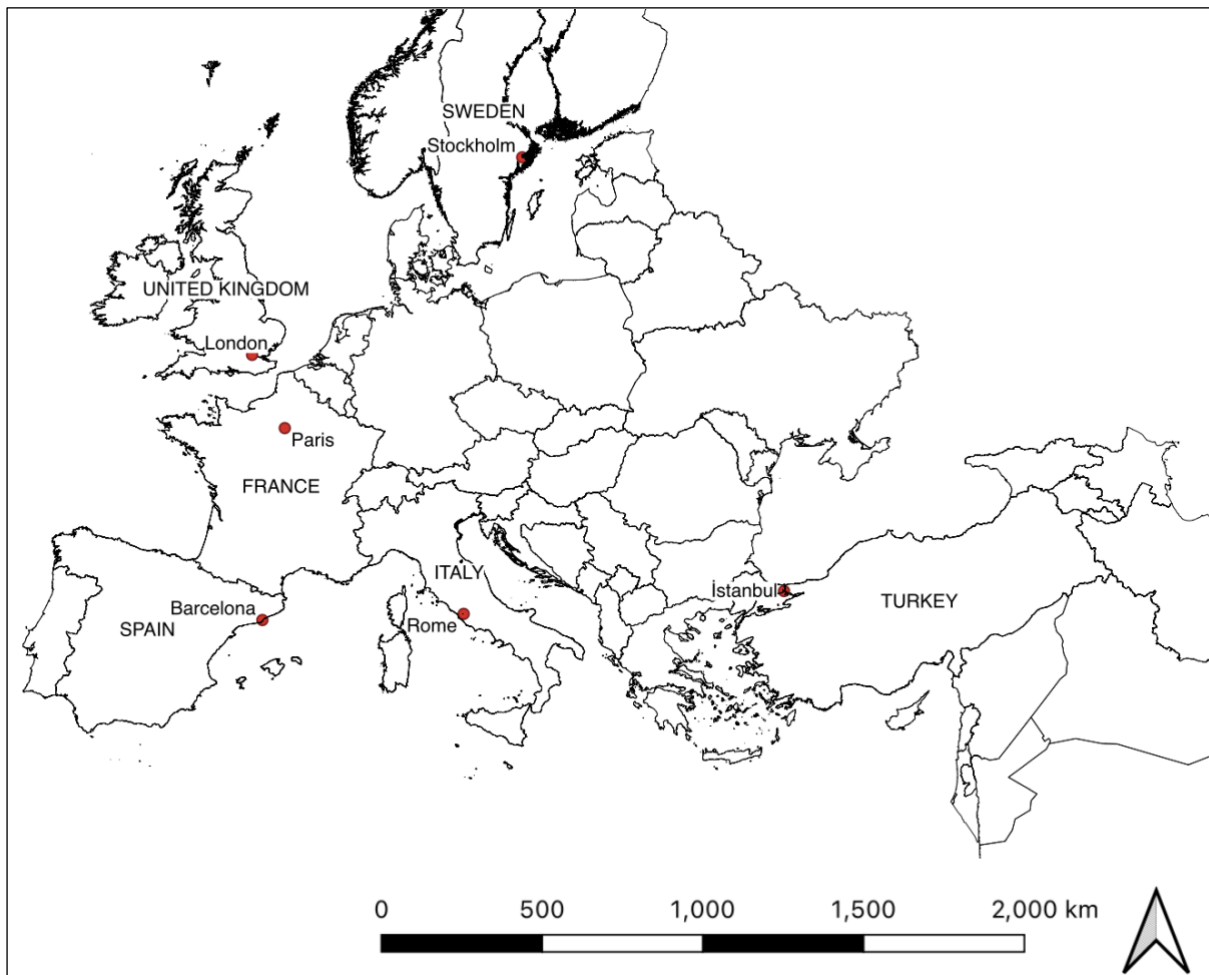 SWEDEN
Stockholm
UNITED KINGDOM
London
Paris
FRANCE
ITALY
İstanbul
TURKEY
Barcelona
Rome
SPAIN
0 500 1,000 1,500 2,000 km